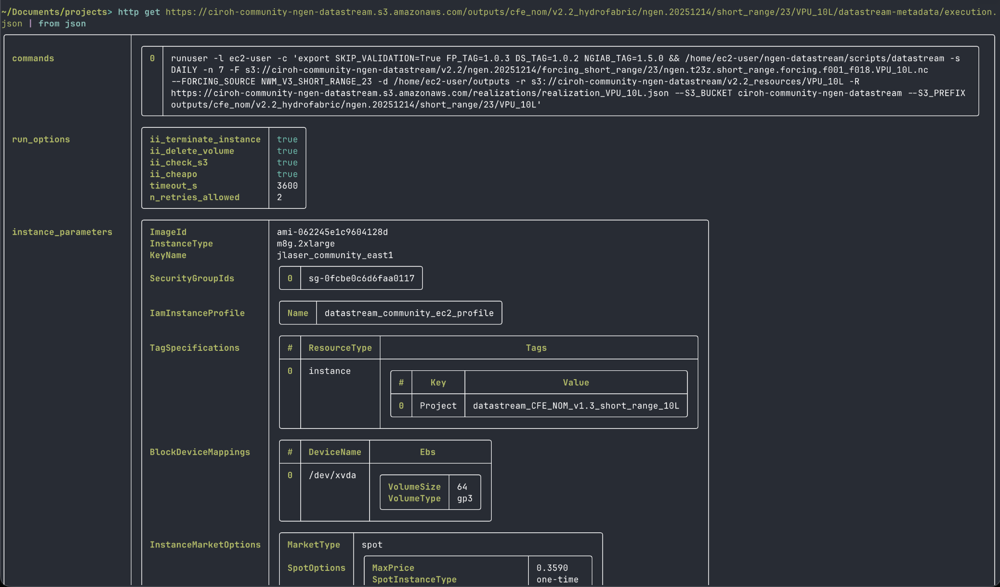 ~/Documents/projects> http get https://ciroh-community-ngen-datastream.s3.amazonaws.com/outputs/cfe_nom/v2.2_hydrofabric/ngen.20251214/short_range/23/VPU_10L/datastream-metadata/execution.
json | from json
commands
0 runuser -l ec2-user -c 'export SKIP_VALIDATION=True FP_TAG=1.0.3 DS_TAG=1.0.2 NGIAB_TAG=1.5.0 && /home/ec2-user/ngen-datastream/scripts/datastream -s
DAILY -n 7 -F s3://ciroh-community-ngen-datastream/v2.2/ngen.20251214/forcing_short_range/23/ngen.t23z.short_range.forcing.f001_f018.VPU_10L.nc
--FORCING_SOURCE NWM_V3_SHORT_RANGE_23 -d /home/ec2-user/outputs -r s3://ciroh-community-ngen-datastream/v2.2_resources/VPU_10L -R
https://ciroh-community-ngen-datastream.s3.amazonaws.com/realizations/realization_VPU_10L.json --S3_BUCKET ciroh-community-ngen-datastream --S3_PREFIX
outputs/cfe_nom/v2.2_hydrofabric/ngen.20251214/short_range/23/VPU_10L'
run_options
ii_terminate_instance true
ii_delete_volume true
ii_check_s3 true
ii_cheapo true
timeout_s 3600
n_retries_allowed 2
instance_parameters
ImageId ami-062245e1c9604128d
InstanceType m8g.2xlarge
KeyName jlaser_community_east1
SecurityGroupIds 0 sg-0fcbe0c6d6faa0117
IamInstanceProfile Name datastream_community_ec2_profile
TagSpecifications # ResourceType Tags
0 instance
# Key Value
0 Project datastream_CFE_NOM_v1.3_short_range_10L
BlockDeviceMappings # DeviceName Ebs
0 /dev/xvda
VolumeSize 64
VolumeType gp3
InstanceMarketOptions MarketType spot
SpotOptions MaxPrice 0.3590
SpotInstanceType one-time